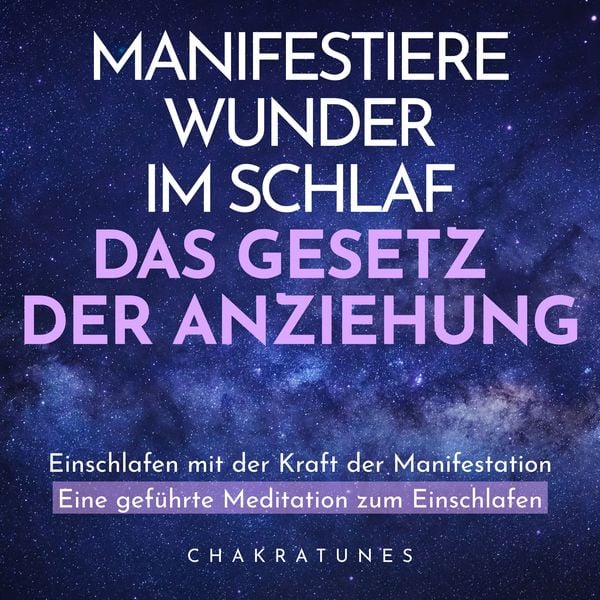 MANIFESTIERE
WUNDER
IM SCHLAF
DAS GESETZ
DER ANZIEHUNG
Einschlafen mit der Kraft der Manifestation
Eine geführte Meditation zum Einschlafen
CHAKRATUNES